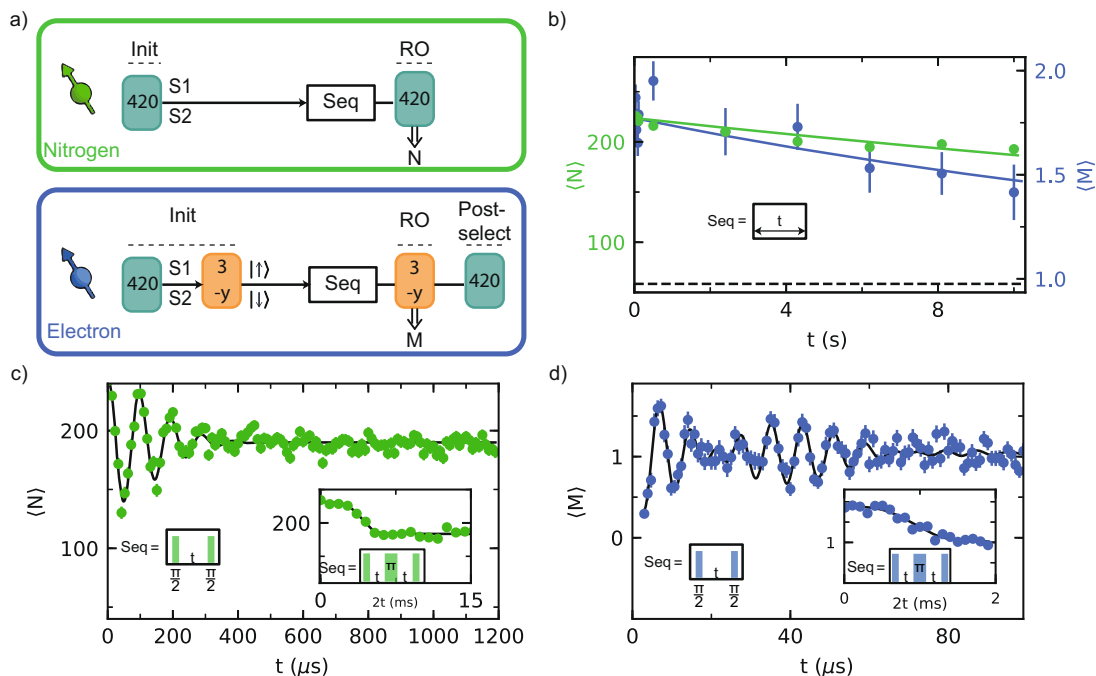 a)
Init
RO
420
S1
S2
Seq
420
N
Nitrogen
Init
RO
Post-
select
420
S1
S2
3
-y
|↑⟩
|↓⟩
Seq
3
-y
420
M
Electron
b)
⟨N⟩
200
100
2.0
1.5
1.0
⟨M⟩
Seq =
t
0
4
8
t (s)
c)
⟨N⟩
200
100
Seq =
t
π/2
π/2
200
Seq=
t
π
t
0
2t (ms)
15
0
200
400
600
800
1000
1200
t (μs)
d)
⟨M⟩
1
0
Seq =
t
π/2
π/2
1
Seq=
t
π
t
0
2t (ms)
2
0
40
80
t (μs)